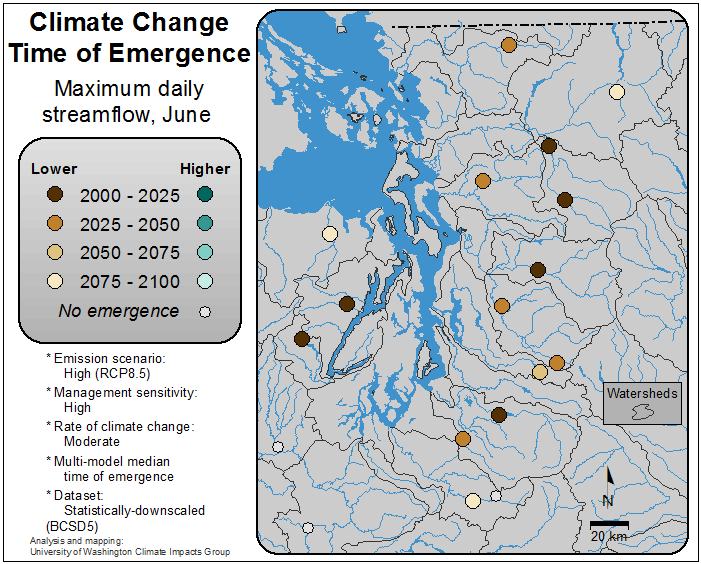 Climate Change
Time of Emergence
Maximum daily
streamflow, June
Lower Higher
2000 - 2025
2025 - 2050
2050 - 2075
2075 - 2100
No emergence
* Emission scenario:
High (RCP8.5)
* Management sensitivity:
High
* Rate of climate change:
Moderate
* Multi-model median
time of emergence
* Dataset:
Statistically-downscaled
(BCSD5)
Analysis and mapping:
University of Washington Climate Impacts Group
Watersheds
N
20 km